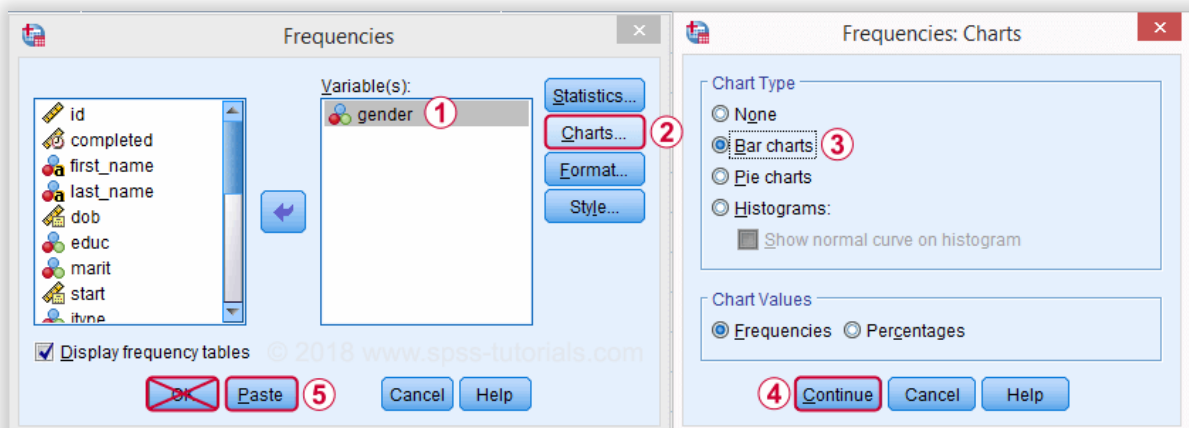 Frequencies
Variable(s):
id
completed
first_name
last_name
dob
educ
marit
start
itype
gender 1
Statistics...
Charts... 2
Format...
Style...
Display frequency tables
© 2018 www.spss-tutorials.com
OK
Paste 5
Cancel
Help
Frequencies: Charts
Chart Type
None
Bar charts 3
Pie charts
Histograms:
Show normal curve on histogram
Chart Values
Frequencies
Percentages
4 Continue
Cancel
Help